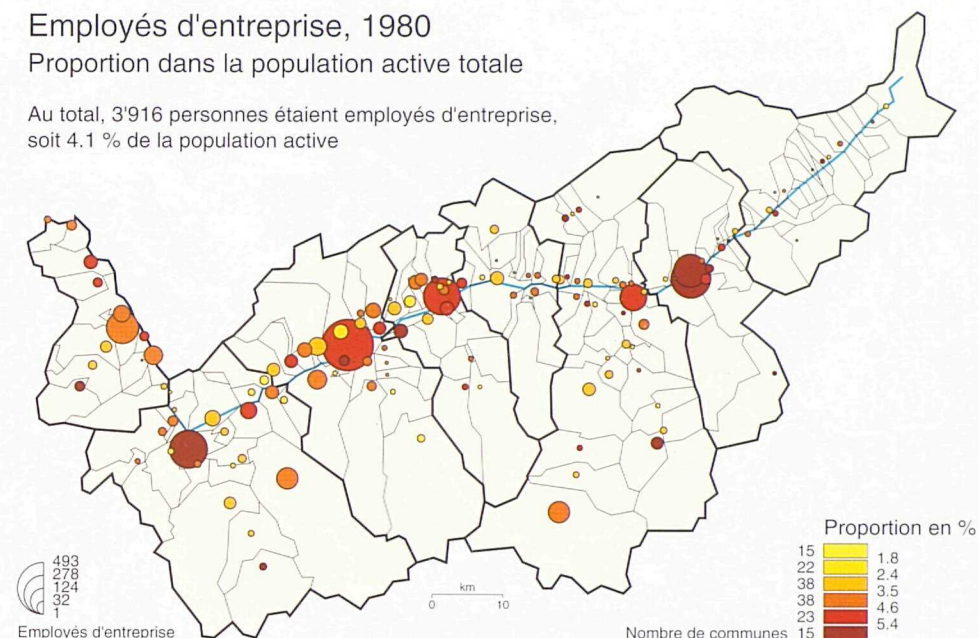 Employés d'entreprise, 1980
Proportion dans la population active totale
Au total, 3'916 personnes étaient employés d'entreprise,
soit 4.1 % de la population active
493
278
124
32
1
Employés d'entreprise
km
0 10
Proportion en %
15
22
38
38
23
15
1.8
2.4
3.5
4.6
5.4
Nombre de communes